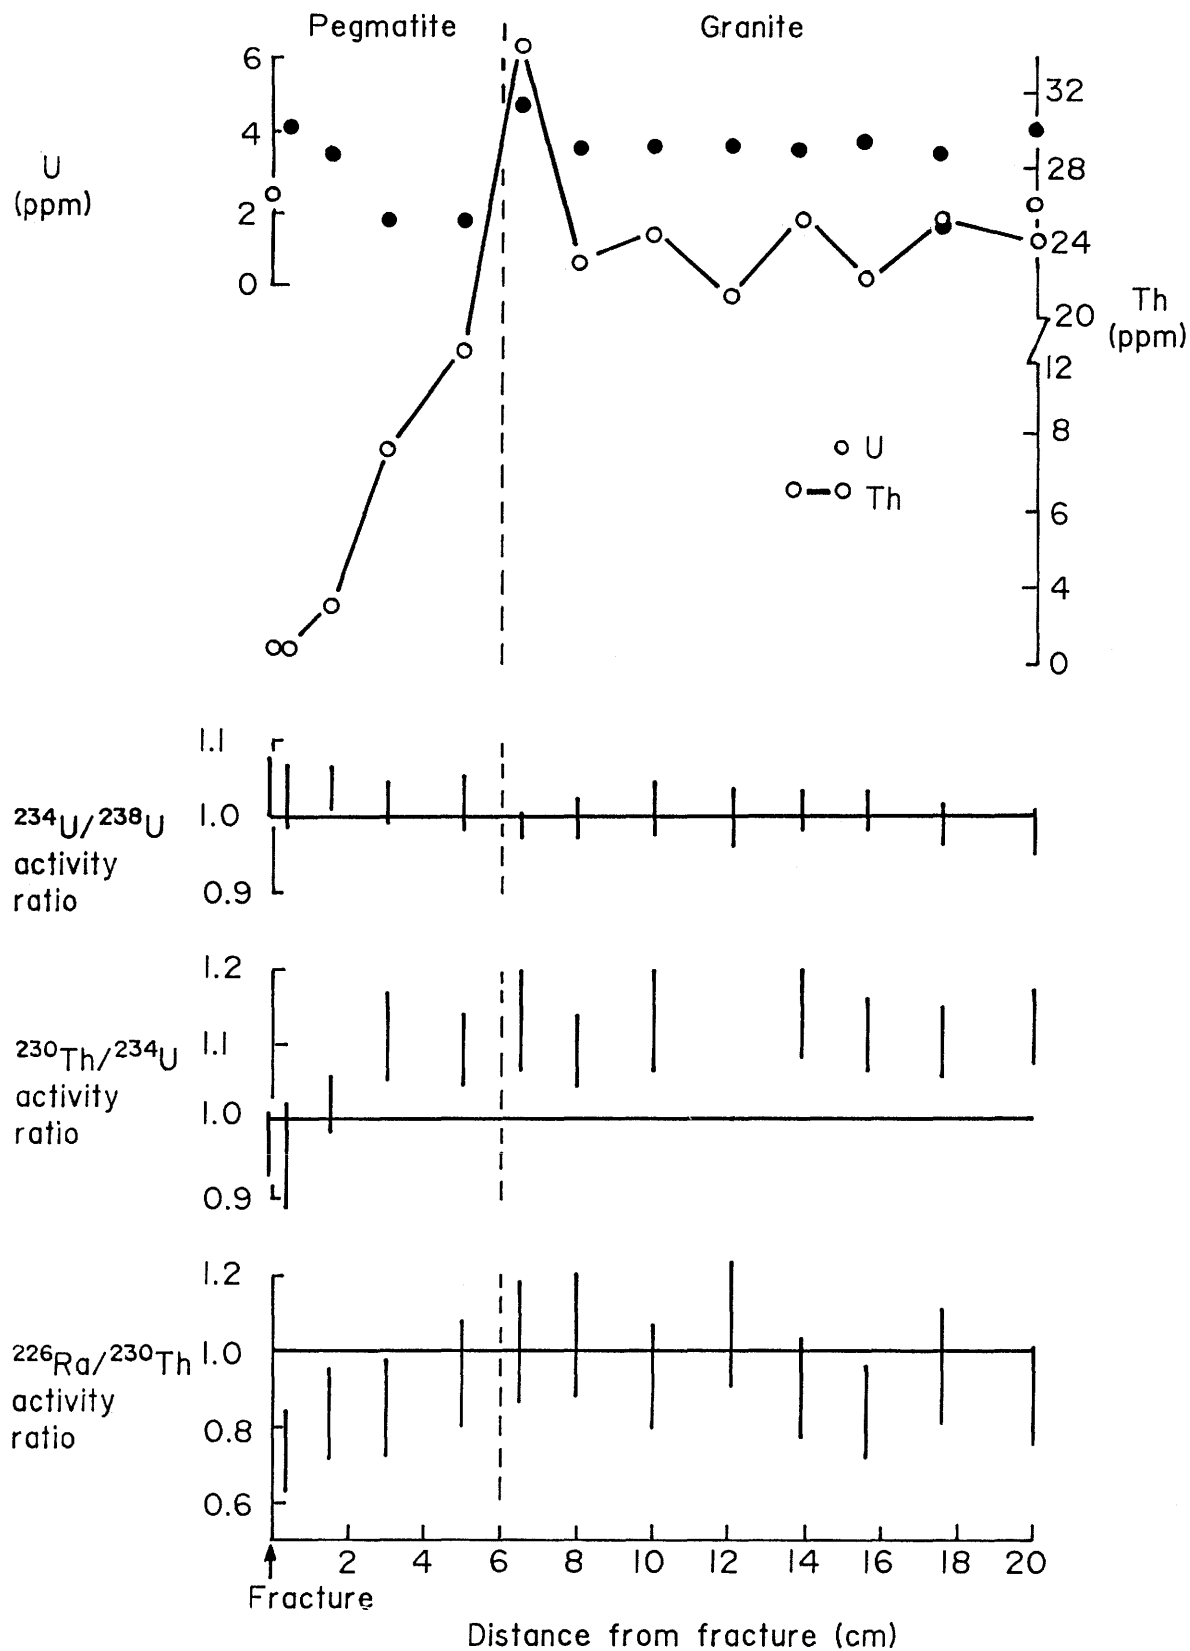 Pegmatite Granite
6
32
4
U
(ppm)
28
2
24
0
20
Th
(ppm)
12
8
U
Th
6
4
0
1.1
1.0
0.9
²³⁴U/²³⁸U
activity
ratio
1.2
1.1
1.0
0.9
²³⁰Th/²³⁴U
activity
ratio
1.2
1.0
0.8
0.6
²²⁶Ra/²³⁰Th
activity
ratio
2 4 6 8 10 12 14 16 18 20
Fracture
Distance from fracture (cm)